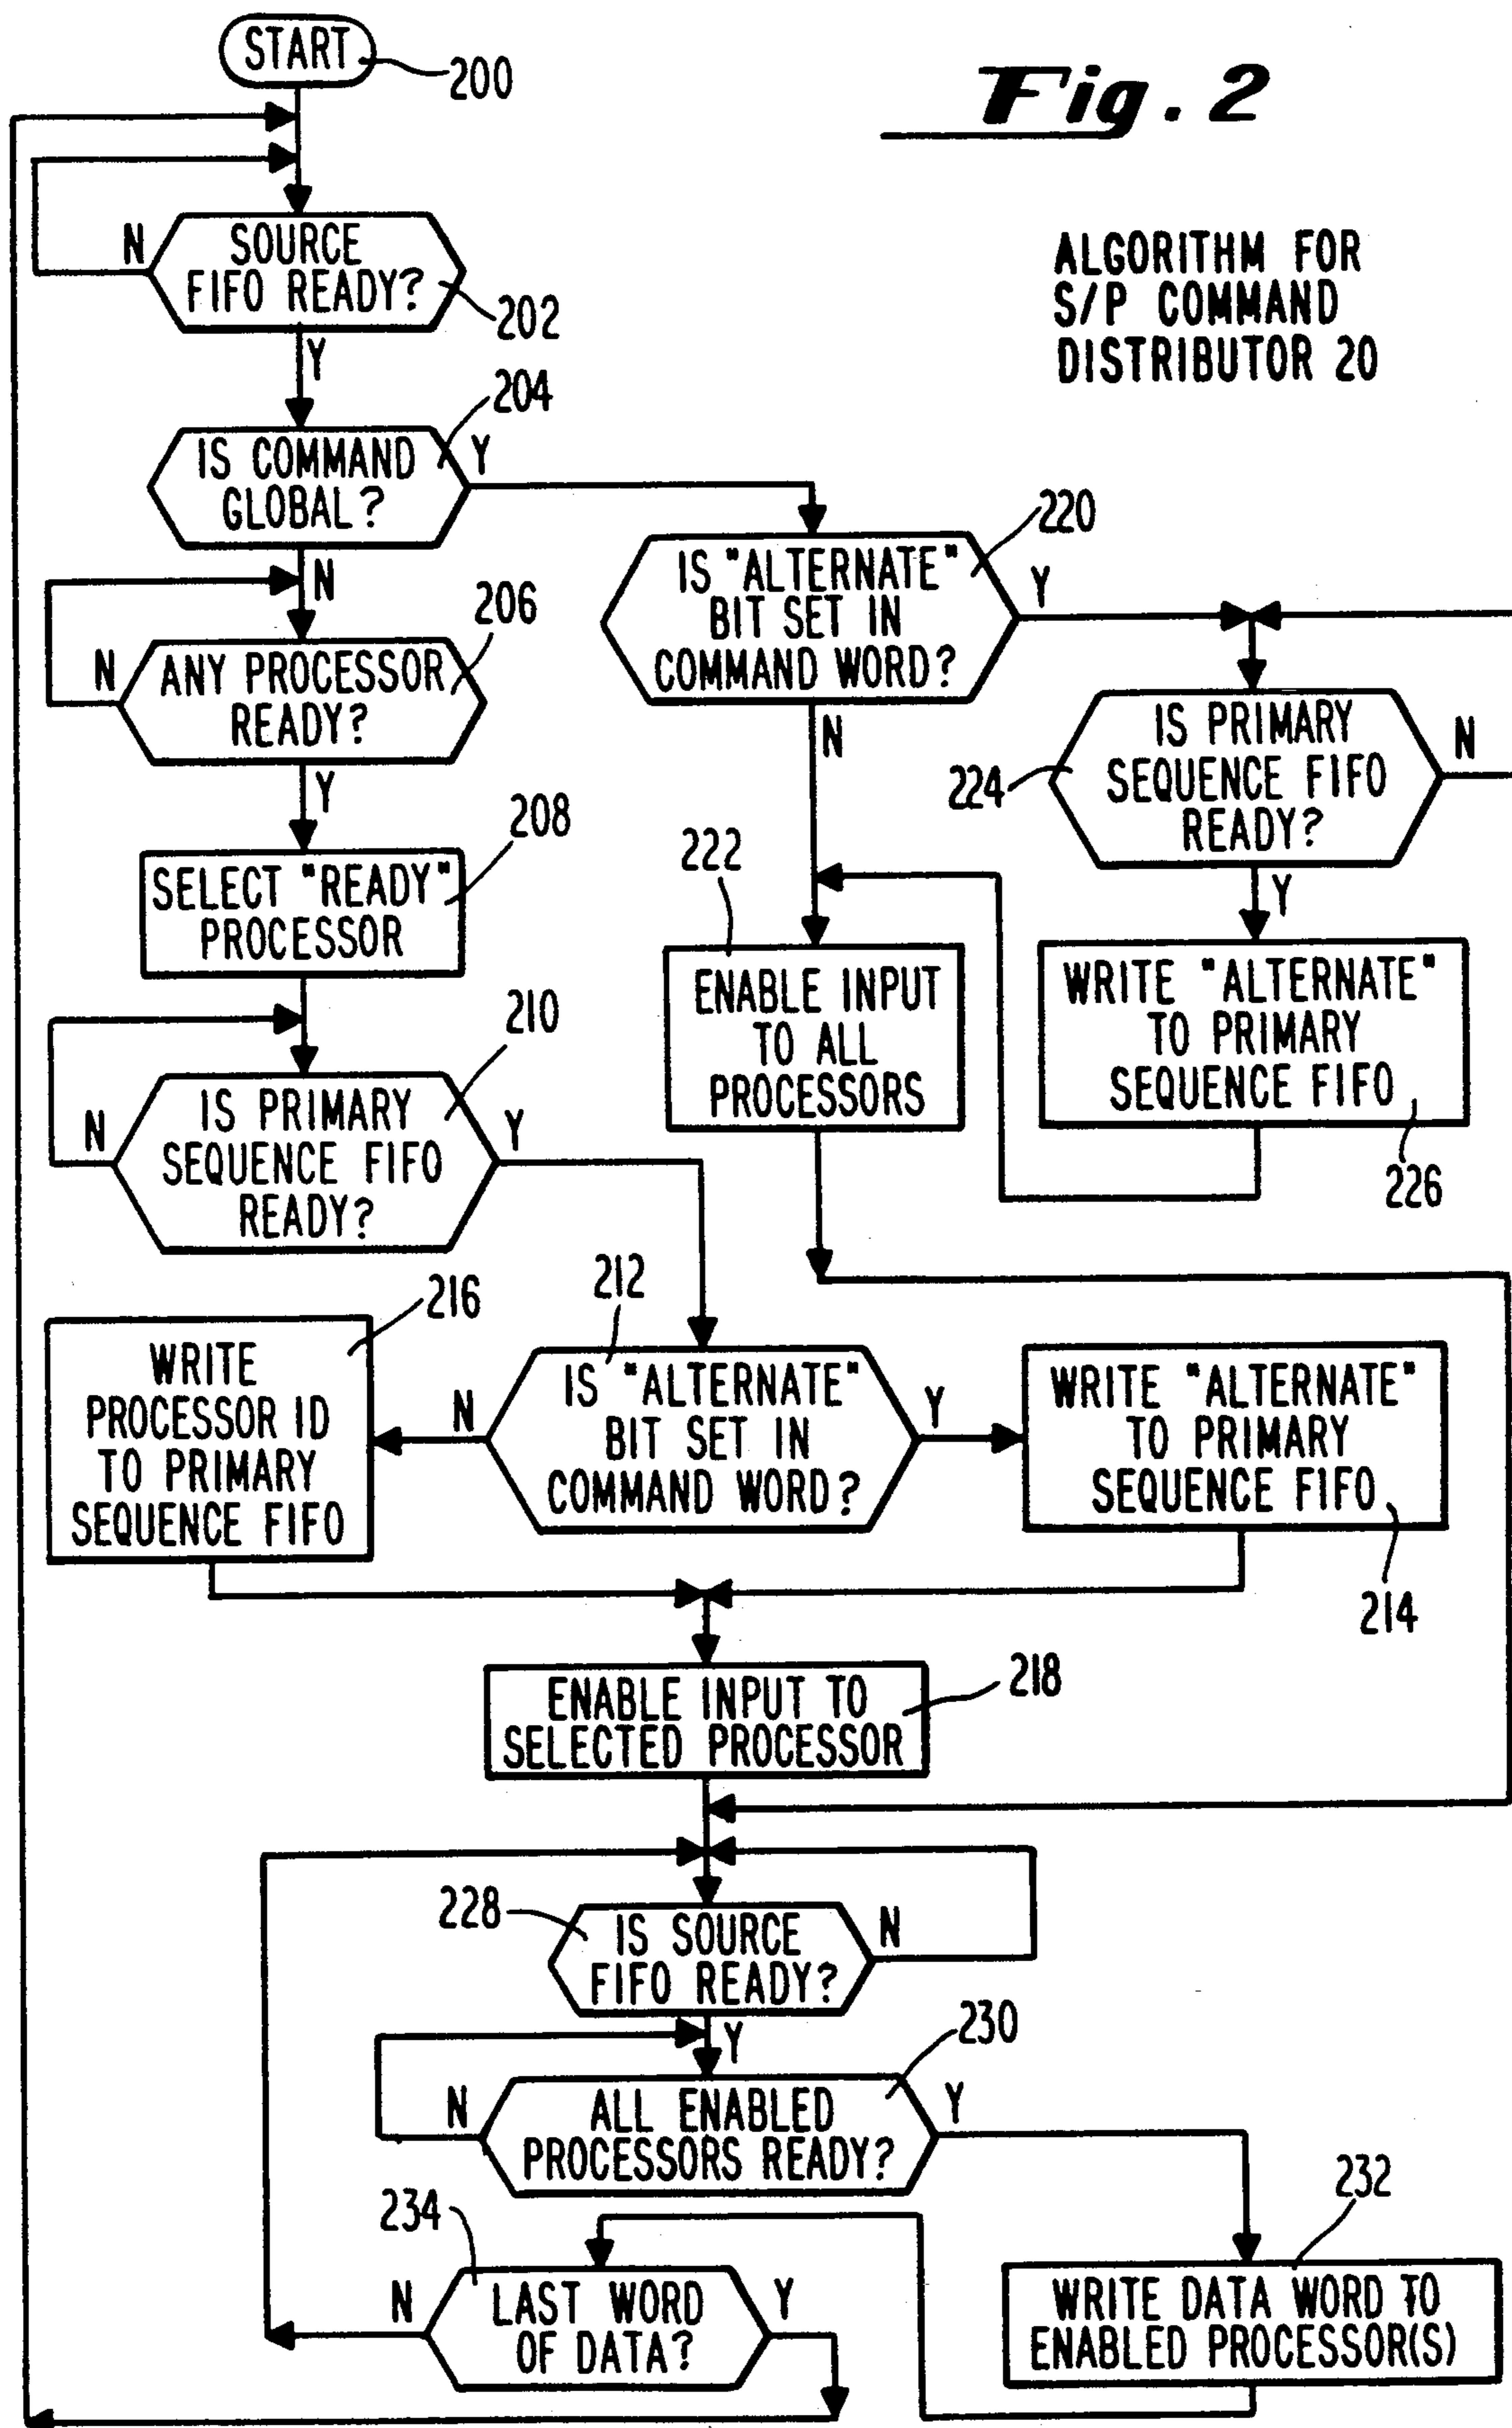 START
200
Fig. 2
SOURCE
FIFO READY?
N
202
Y
ALGORITHM FOR
S/P COMMAND
DISTRIBUTOR 20
204
IS COMMAND
GLOBAL?
Y
N
220
IS "ALTERNATE"
BIT SET IN
COMMAND WORD?
Y
N
206
ANY PROCESSOR
READY?
N
Y
224
IS PRIMARY
SEQUENCE FIFO
READY?
N
Y
208
SELECT "READY"
PROCESSOR
222
ENABLE INPUT
TO ALL
PROCESSORS
WRITE "ALTERNATE"
TO PRIMARY
SEQUENCE FIFO
226
210
IS PRIMARY
SEQUENCE FIFO
READY?
N
Y
212
IS "ALTERNATE"
BIT SET IN
COMMAND WORD?
N
Y
216
WRITE
PROCESSOR ID
TO PRIMARY
SEQUENCE FIFO
WRITE "ALTERNATE"
TO PRIMARY
SEQUENCE FIFO
214
ENABLE INPUT TO
SELECTED PROCESSOR
218
228
IS SOURCE
FIFO READY?
N
Y
230
ALL ENABLED
PROCESSORS READY?
N
Y
232
WRITE DATA WORD TO
ENABLED PROCESSOR(S)
234
LAST WORD
OF DATA?
N
Y